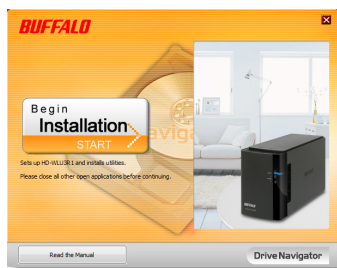 BUFFALO
Begin
Installation
START
Sets up HD-WLU3R1 and installs utilities.
Please close all other open applications before continuing.
BUFFALO
Read the Manual
Drive Navigator